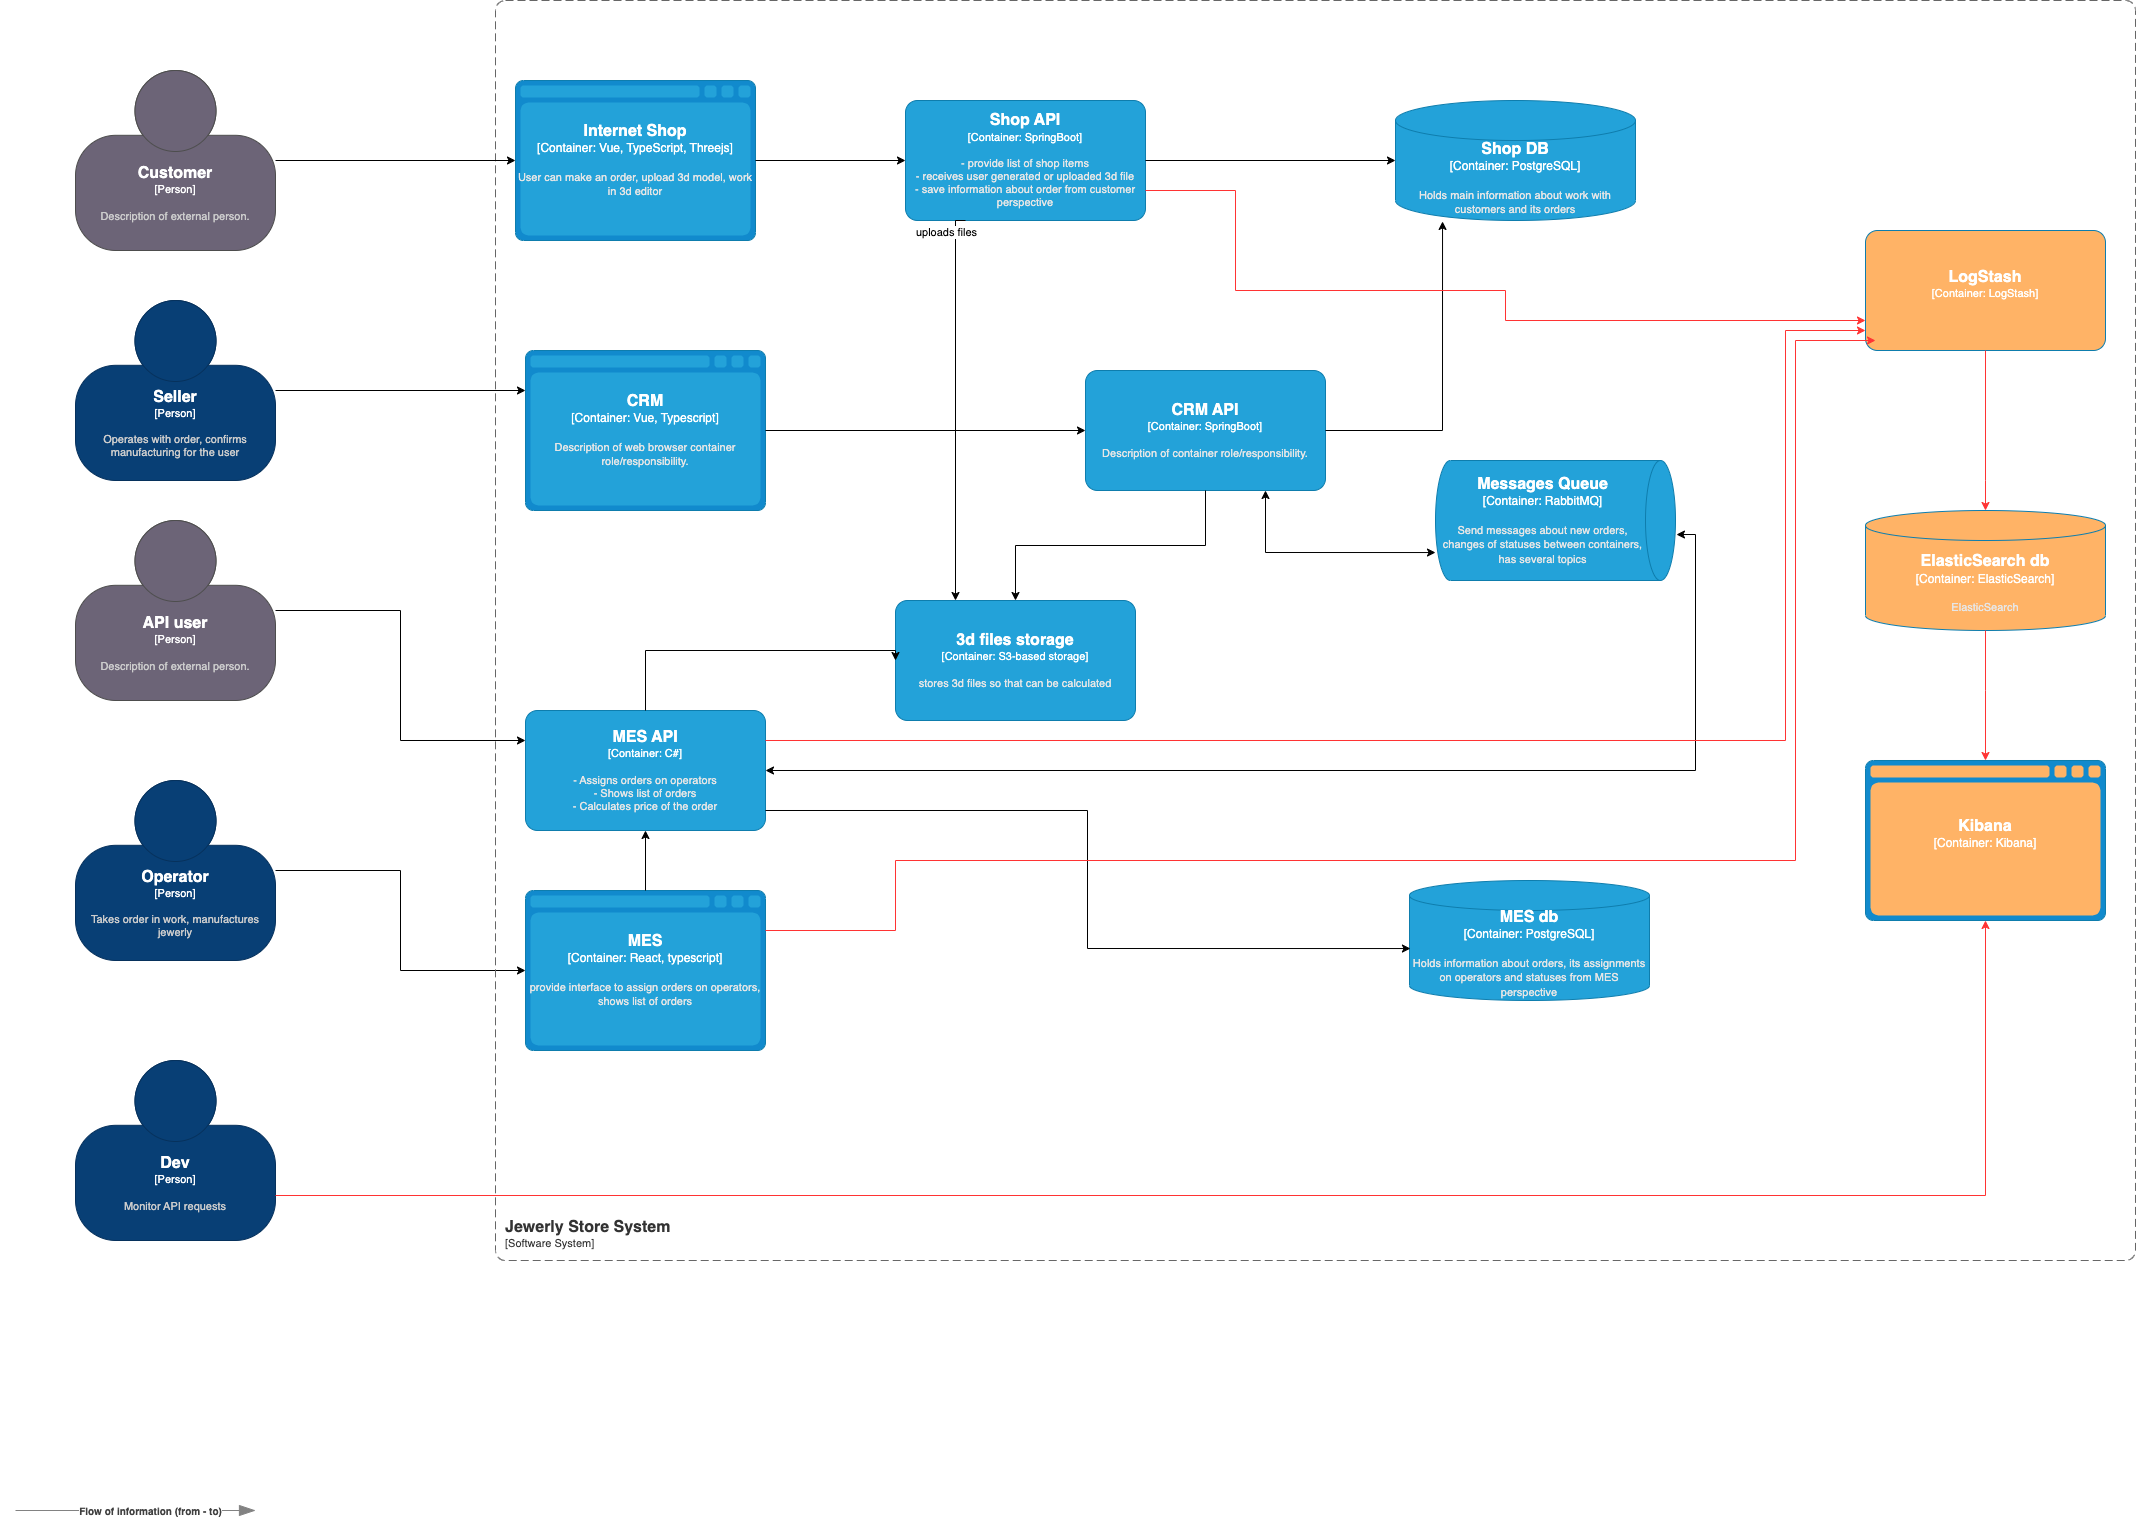 Customer
[Person]
Description of external person.
Internet Shop
[Container: Vue, TypeScript, Threejs]
User can make an order, upload 3d model, work
in 3d editor
Shop API
[Container: SpringBoot]
- provide list of shop items
- receives user generated or uploaded 3d file
- save information about order from customer
perspective
uploads files
Shop DB
[Container: PostgreSQL]
Holds main information about work with
customers and its orders
LogStash
[Container: LogStash]
Seller
[Person]
Operates with order, confirms
manufacturing for the user
CRM
[Container: Vue, Typescript]
Description of web browser container
role/responsibility.
CRM API
[Container: SpringBoot]
Description of container role/responsibility.
Messages Queue
[Container: RabbitMQ]
Send messages about new orders,
changes of statuses between containers,
has several topics
ElasticSearch db
[Container: ElasticSearch]
ElasticSearch
API user
[Person]
Description of external person.
3d files storage
[Container: S3-based storage]
stores 3d files so that can be calculated
MES API
[Container: C#]
- Assigns orders on operators
- Shows list of orders
- Calculates price of the order
Kibana
[Container: Kibana]
Operator
[Person]
Takes order in work, manufactures
jewerly
MES
[Container: React, typescript]
provide interface to assign orders on operators,
shows list of orders
MES db
[Container: PostgreSQL]
Holds information about orders, its assignments
on operators and statuses from MES
perspective
Dev
[Person]
Monitor API requests
Jewerly Store System
[Software System]
Flow of information (from - to)